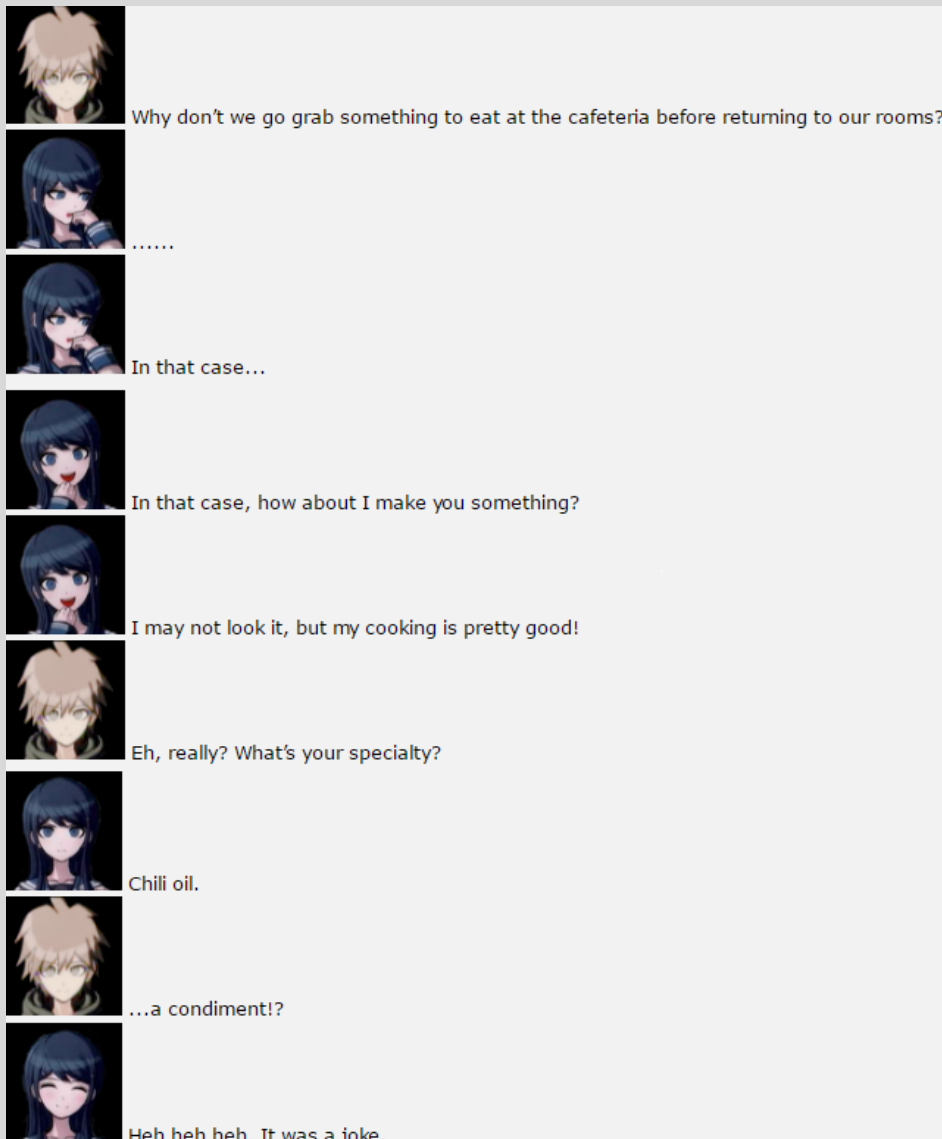 Why don't we go grab something to eat at the cafeteria before returning to our rooms?
......
In that case...
In that case, how about I make you something?
I may not look it, but my cooking is pretty good!
Eh, really? What's your specialty?
Chili oil.
...a condiment!?
Heh heh heh. It was a joke.